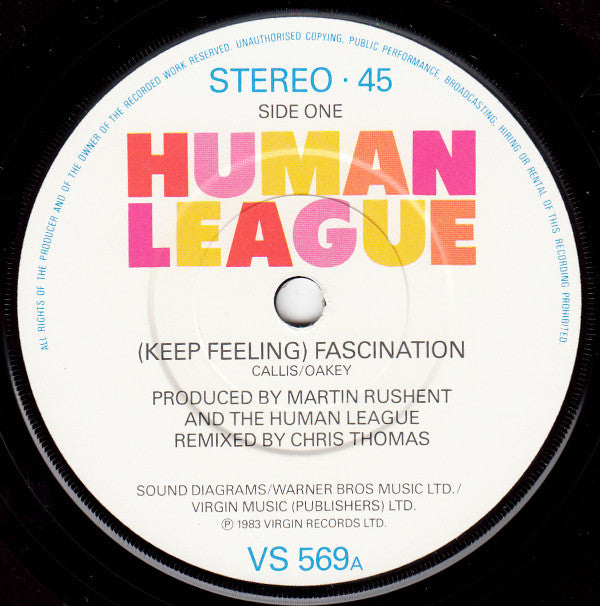 ALL RIGHTS OF THE PRODUCER AND OF THE OWNER OF THE RECORDED WORK RESERVED. UNAUTHORISED COPYING, PUBLIC PERFORMANCE, BROADCASTING, HIRING OR RENTAL OF THIS RECORDING PROHIBITED
STEREO · 45
SIDE ONE
HUMAN
LEAGUE
(KEEP FEELING) FASCINATION
CALLIS/OAKEY
PRODUCED BY MARTIN RUSHENT
AND THE HUMAN LEAGUE
REMIXED BY CHRIS THOMAS
SOUND DIAGRAMS/WARNER BROS MUSIC LTD./
VIRGIN MUSIC (PUBLISHERS) LTD.
℗ 1983 VIRGIN RECORDS LTD.
VS 569A